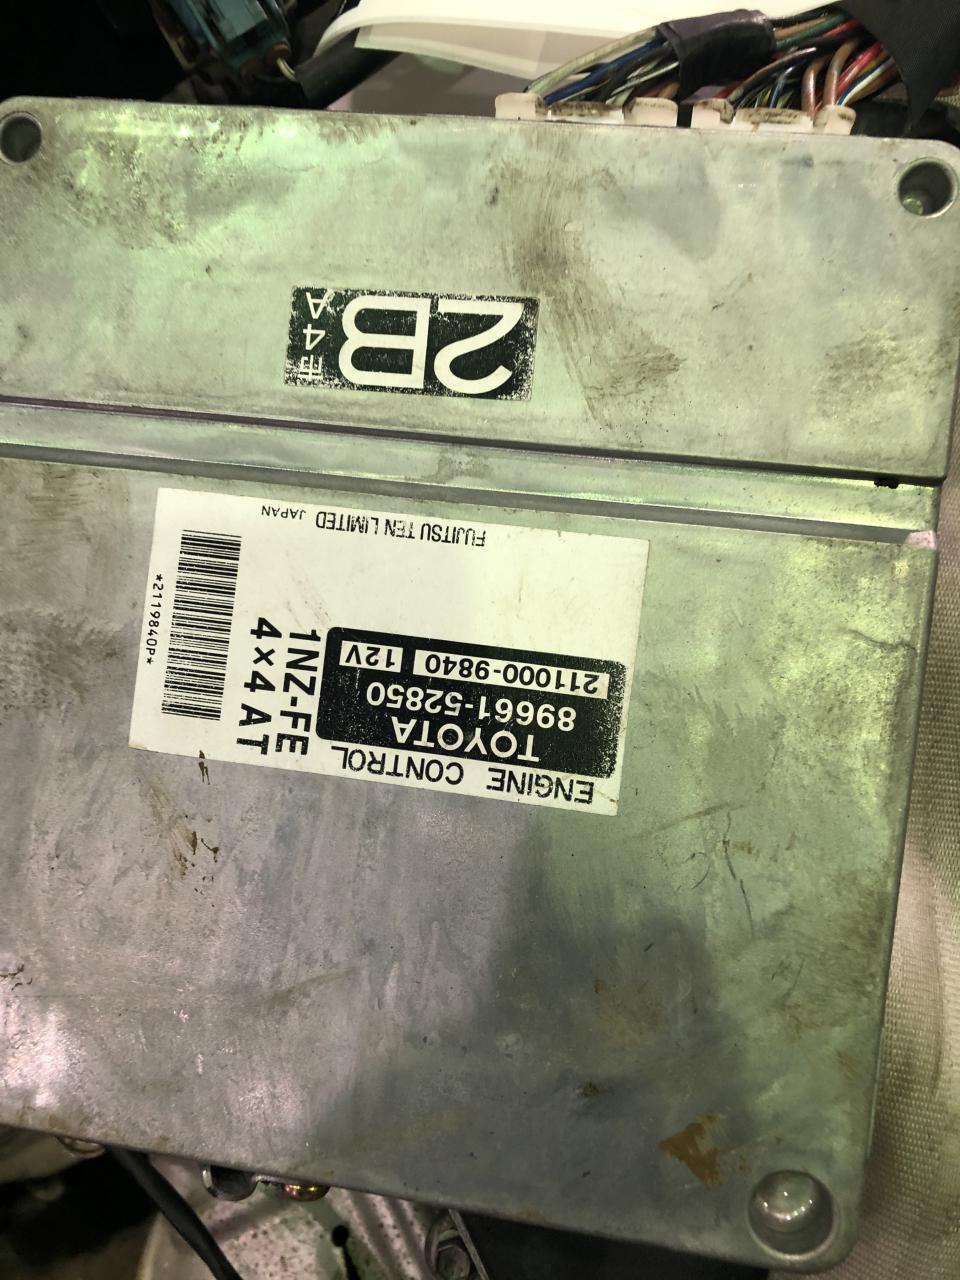 ENGINE CONTROL
TOYOTA
89661-52850
211000-9840 12V
1NZ-FE
4×4 AT
*2119840P*
FUJITSU TEN LIMITED JAPAN
2B
4
A